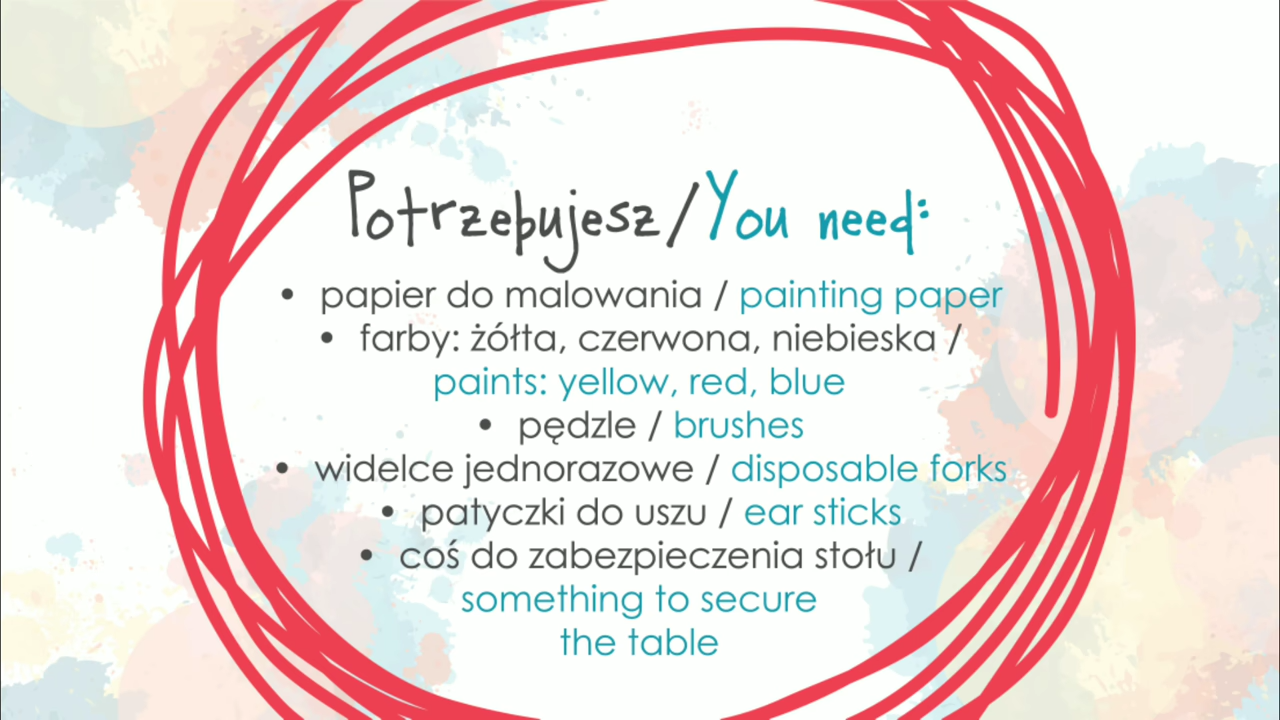 Potrzebujesz/You need:
• papier do malowania / painting paper
• farby: żółta, czerwona, niebieska /
paints: yellow, red, blue
• pędzle / brushes
• widelce jednorazowe / disposable forks
• patyczki do uszu / ear sticks
• coś do zabezpieczenia stołu /
something to secure
the table